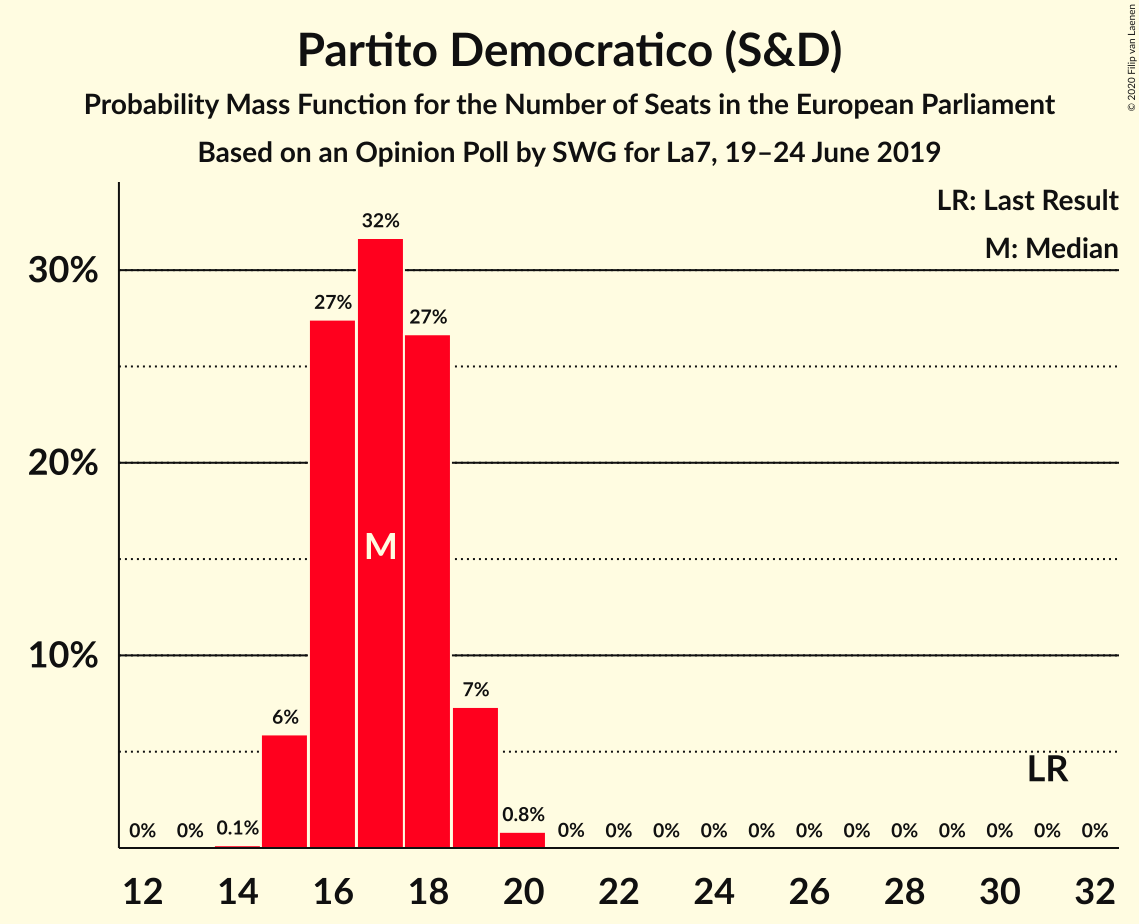 Partito Democratico (S&D)
Probability Mass Function for the Number of Seats in the European Parliament
Based on an Opinion Poll by SWG for La7, 19–24 June 2019
© 2020 Filip van Laenen
LR: Last Result
M: Median
30%
20%
10%
0% 0% 0.1% 6% 27% 32% 27% 7% 0.8% 0% 0% 0% 0% 0% 0% 0% 0% 0% 0% 0% 0%
M
LR
12 14 16 18 20 22 24 26 28 30 32